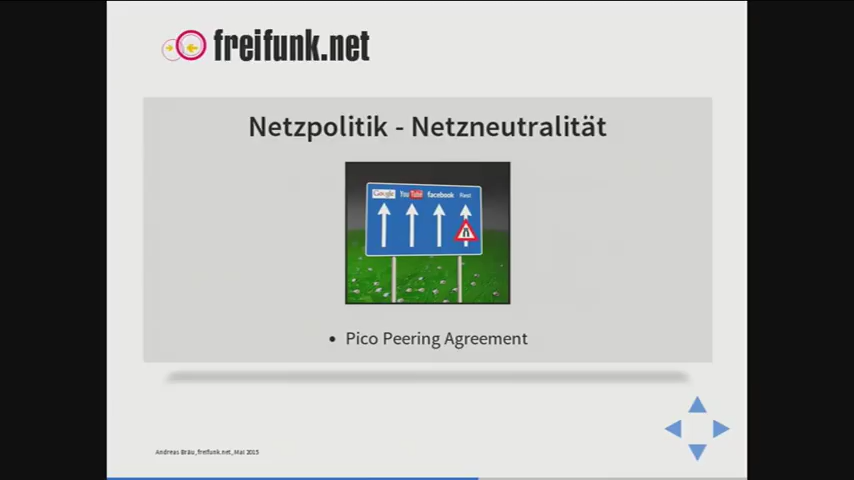 freifunk.net
Netzpolitik - Netzneutralität
Google YouTube facebook Rest
• Pico Peering Agreement
Andreas Bräu_freifunk.net_Mai 2015